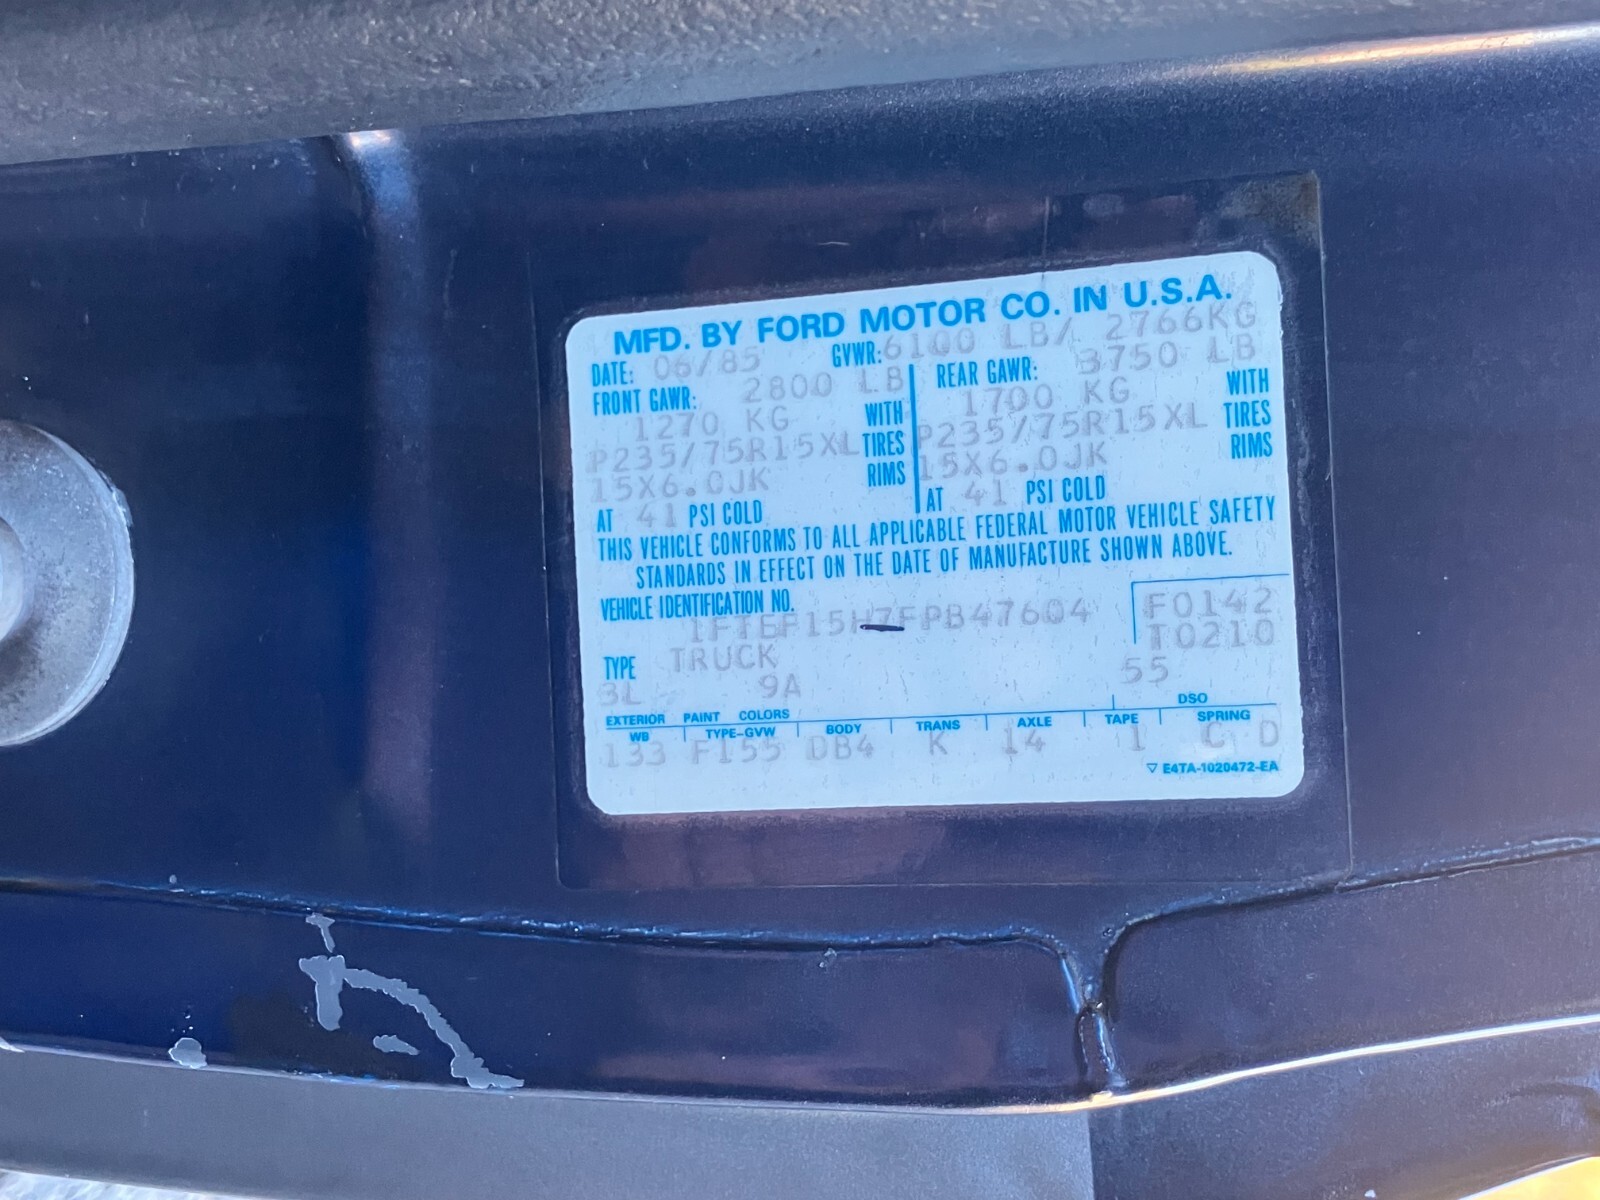 MFD. BY FORD MOTOR CO. IN U.S.A.
DATE: 06/85 GVWR: 6100 LB/ 2766KG
FRONT GAWR: 2800 LB REAR GAWR: 3750 LB
1270 KG WITH 1700 KG WITH
P235/75R15XL TIRES P235/75R15XL TIRES
15X6.0JK RIMS 15X6.0JK RIMS
AT 41 PSI COLD AT 41 PSI COLD
THIS VEHICLE CONFORMS TO ALL APPLICABLE FEDERAL MOTOR VEHICLE SAFETY
STANDARDS IN EFFECT ON THE DATE OF MANUFACTURE SHOWN ABOVE.
VEHICLE IDENTIFICATION NO. F0142
1FTEF15H7FPB47604 T0210
TYPE TRUCK 55
3L 9A
EXTERIOR PAINT COLORS DSO
WB TYPE-GVW BODY TRANS AXLE TAPE SPRING
133 F155 DB4 K 14 1 C D
▽ E4TA-1020472-EA